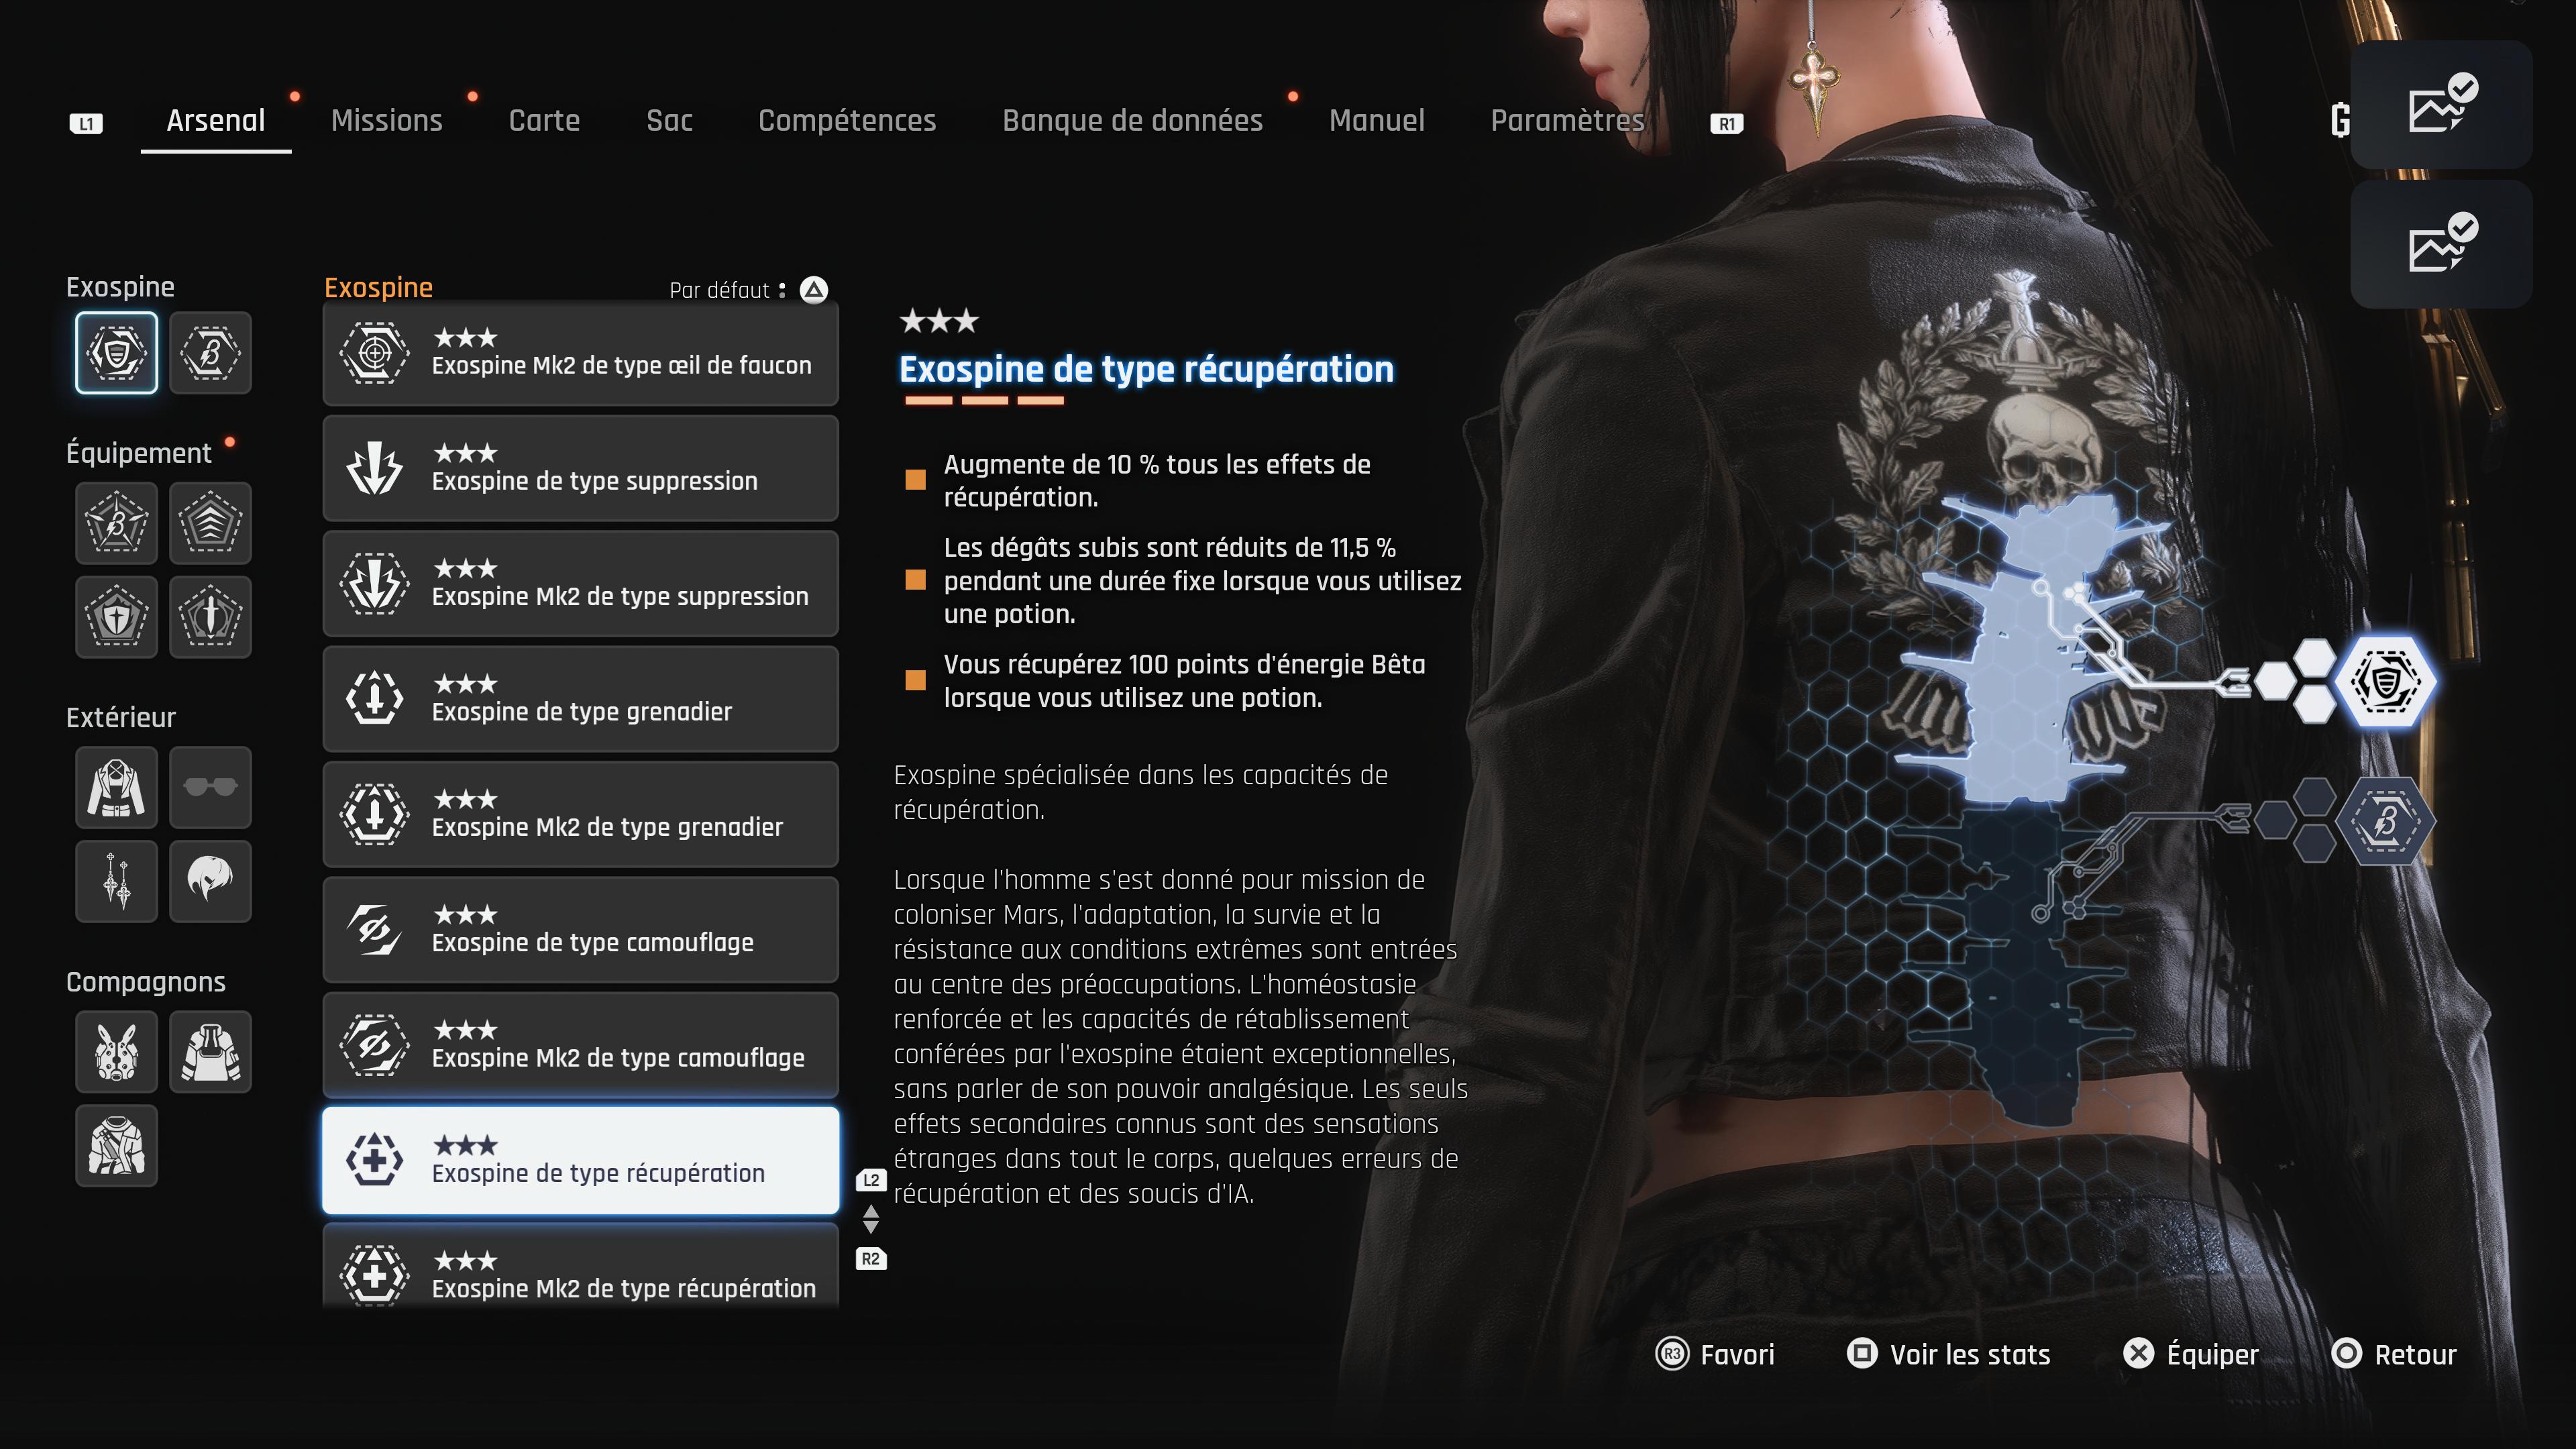 L1
Arsenal
Missions
Carte
Sac
Compétences
Banque de données
Manuel
Paramètres
R1
G
Exospine
Équipement
Extérieur
Compagnons
Exospine
Par défaut :
Exospine Mk2 de type œil de faucon
Exospine de type suppression
Exospine Mk2 de type suppression
Exospine de type grenadier
Exospine Mk2 de type grenadier
Exospine de type camouflage
Exospine Mk2 de type camouflage
Exospine de type récupération
Exospine Mk2 de type récupération
L2
R2
Exospine de type récupération
Augmente de 10 % tous les effets de
récupération.
Les dégâts subis sont réduits de 11,5 %
pendant une durée fixe lorsque vous utilisez
une potion.
Vous récupérez 100 points d'énergie Bêta
lorsque vous utilisez une potion.
Exospine spécialisée dans les capacités de
récupération.
Lorsque l'homme s'est donné pour mission de
coloniser Mars, l'adaptation, la survie et la
résistance aux conditions extrêmes sont entrées
au centre des préoccupations. L'homéostasie
renforcée et les capacités de rétablissement
conférées par l'exospine étaient exceptionnelles,
sans parler de son pouvoir analgésique. Les seuls
effets secondaires connus sont des sensations
étranges dans tout le corps, quelques erreurs de
récupération et des soucis d'IA.
R3 Favori
Voir les stats
Équiper
Retour